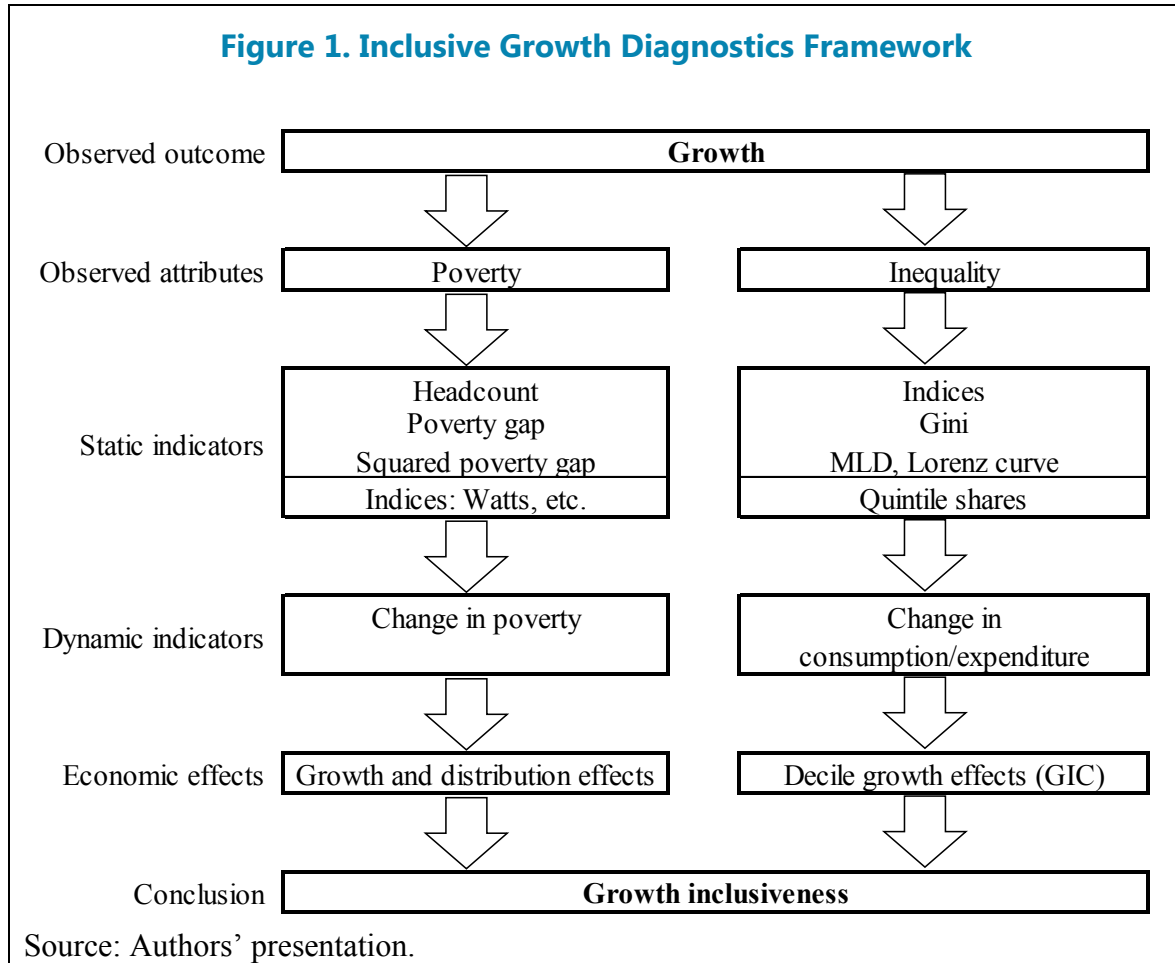 Figure 1. Inclusive Growth Diagnostics Framework
Observed outcome
Growth
Observed attributes
Poverty
Inequality
Static indicators
Headcount
Poverty gap
Squared poverty gap
Indices: Watts, etc.
Indices
Gini
MLD, Lorenz curve
Quintile shares
Dynamic indicators
Change in poverty
Change in
consumption/expenditure
Economic effects
Growth and distribution effects
Decile growth effects (GIC)
Conclusion
Growth inclusiveness
Source: Authors’ presentation.